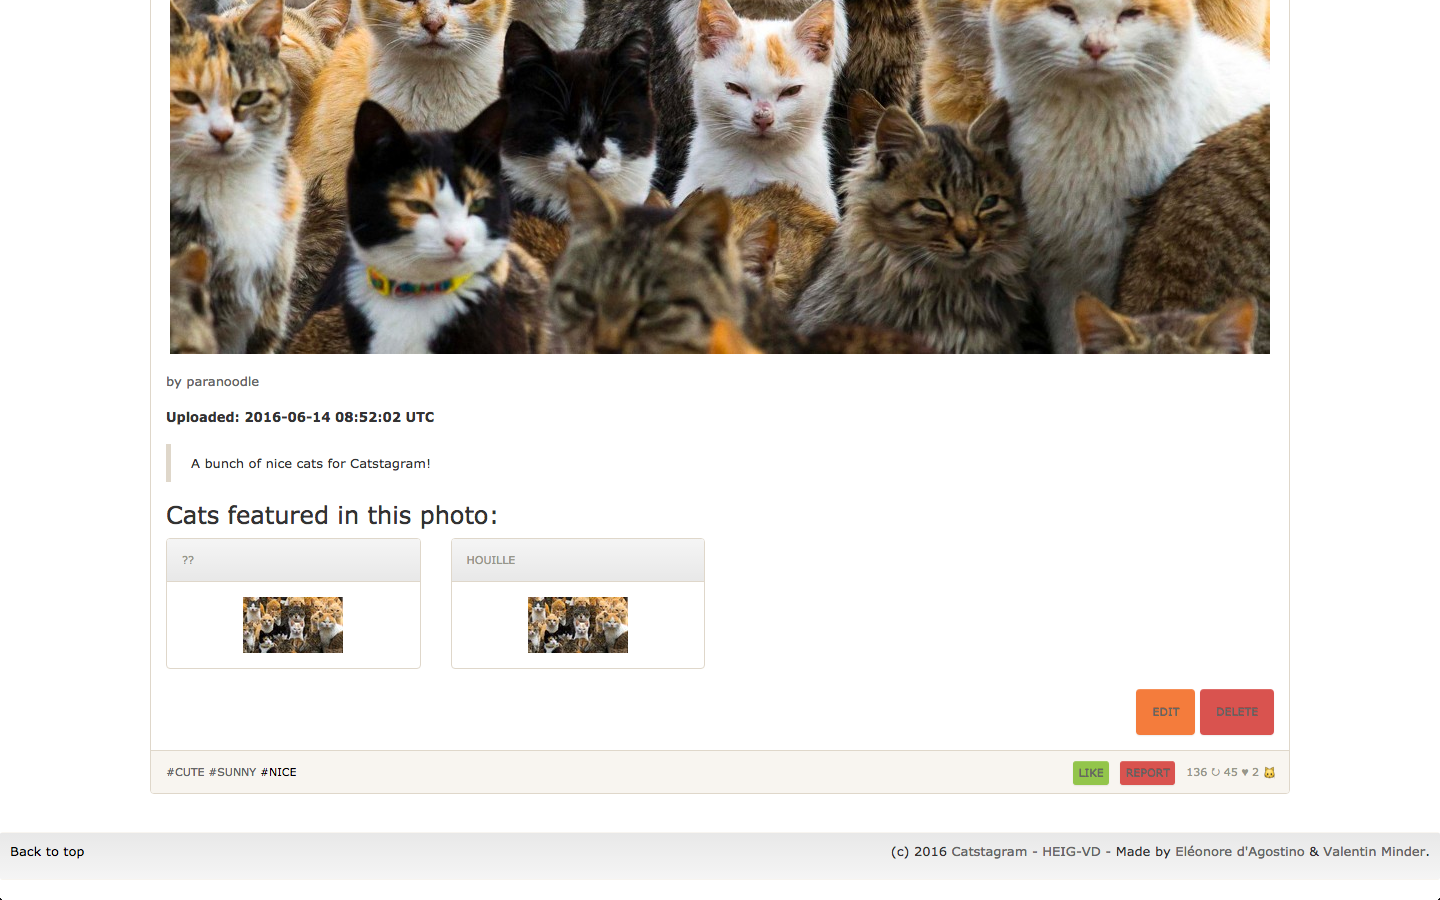 by paranoodle
Uploaded: 2016-06-14 08:52:02 UTC
A bunch of nice cats for Catstagram!
Cats featured in this photo:
??
HOUILLE
EDIT DELETE
#CUTE #SUNNY #NICE
LIKE REPORT 136 ↻ 45 ♥ 2 🐱
Back to top
(c) 2016 Catstagram - HEIG-VD - Made by Eléonore d'Agostino & Valentin Minder.